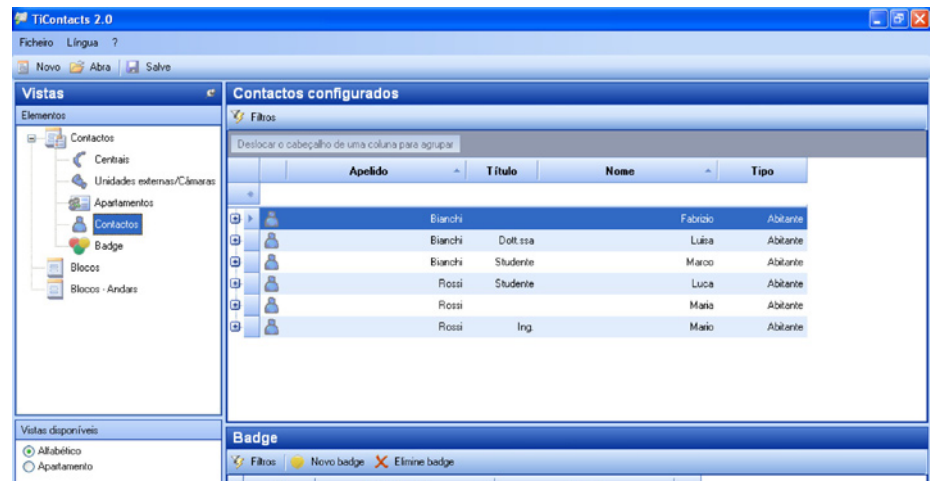 TiContacts 2.0
Ficheiro Língua ?
Novo Abra Salve
Vistas
Elementos
Contactos
Centrais
Unidades externas/Câmaras
Apartamentos
Contactos
Badge
Blocos
Blocos - Andars
Vistas disponíveis
Alfabético
Apartamento
Contactos configurados
Filtros
Deslocar o cabeçalho de uma coluna para agrupar
Apelido Título Nome Tipo
Bianchi Fabrizio Abitante
Bianchi Dott.ssa Luisa Abitante
Bianchi Studente Marco Abitante
Rossi Studente Luca Abitante
Rossi Maria Abitante
Rossi Ing. Mario Abitante
Badge
Filtros Novo badge Elimine badge